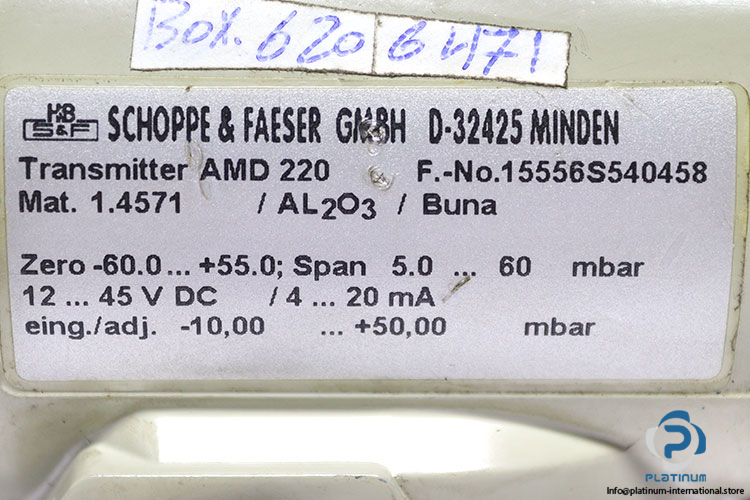 Box. 620 6471
H&B
S&F
SCHOPPE & FAESER GMBH D-32425 MINDEN
Transmitter AMD 220 F.-No.15556S540458
Mat. 1.4571 / AL2O3 / Buna
Zero -60.0 ... +55.0; Span 5.0 ... 60 mbar
12 ... 45 V DC / 4 ... 20 mA
eing./adj. -10,00 ... +50,00 mbar
PLATINUM
Info@platinum-international.store